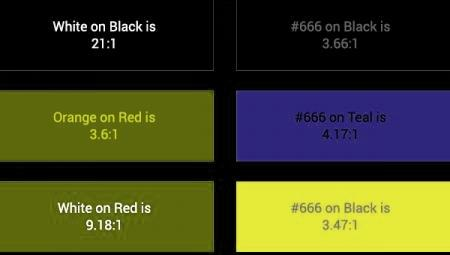 White on Black is
21:1
#666 on Black is
3.66:1
Orange on Red is
3.6:1
#666 on Teal is
4.17:1
White on Red is
9.18:1
#666 on Black is
3.47:1